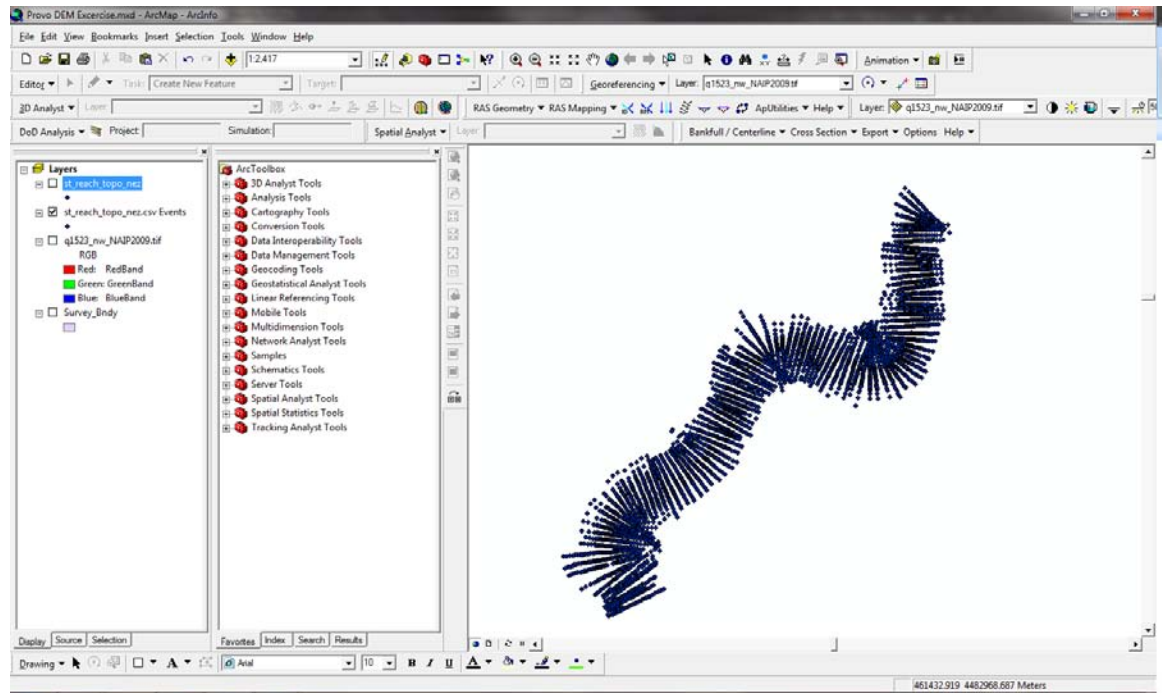 Provo DEM Excercise.mxd - ArcMap - ArcInfo
File Edit View Bookmarks Insert Selection Tools Window Help
1:2,417
Animation
Editor Task: Create New Feature Target: Georeferencing Layer: q1523_nw_NAIP2009.tif
3D Analyst Layer: RAS Geometry RAS Mapping ApUtilities Help Layer: q1523_nw_NAIP2009.tif
DoD Analysis Project: Simulation: Spatial Analyst Layer: Bankfull / Centerline Cross Section Export Options Help
Layers
st_reach_topo_nez
st_reach_topo_nez.csv Events
q1523_nw_NAIP2009.tif
RGB
Red: RedBand
Green: GreenBand
Blue: BlueBand
Survey_Bndy
ArcToolbox
3D Analyst Tools
Analysis Tools
Cartography Tools
Conversion Tools
Data Interoperability Tools
Data Management Tools
Geocoding Tools
Geostatistical Analyst Tools
Linear Referencing Tools
Mobile Tools
Multidimension Tools
Network Analyst Tools
Samples
Schematics Tools
Server Tools
Spatial Analyst Tools
Spatial Statistics Tools
Tracking Analyst Tools
Display Source Selection
Favorites Index Search Results
Drawing A Arial 10 B I U A
461432.919 4482968.687 Meters